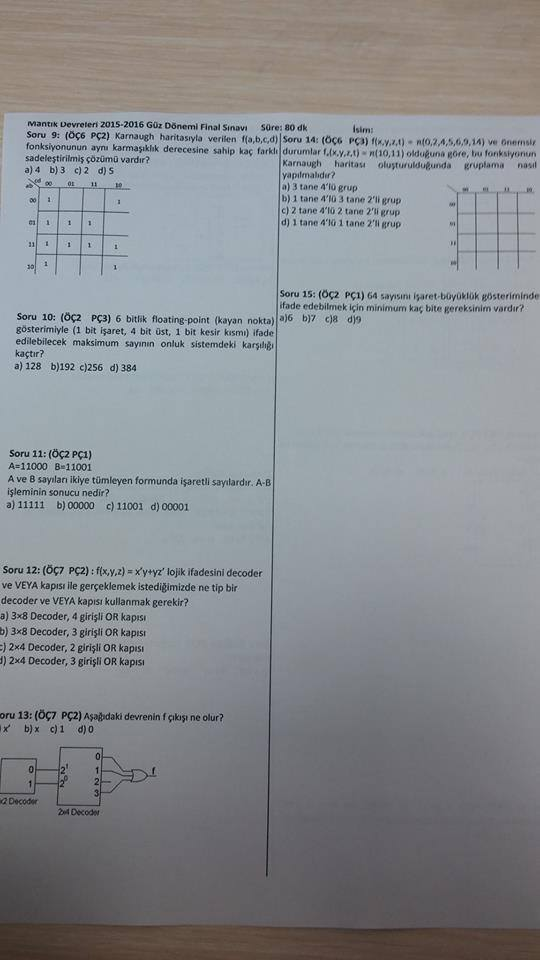 Mantık Devreleri 2015-2016 Güz Dönemi Final Sınavı Süre: 80 dk İsim:
Soru 9: (ÖÇ6 PÇ2) Karnaugh haritasıyla verilen f(a,b,c,d)
fonksiyonunun aynı karmaşıklık derecesine sahip kaç farklı
sadeleştirilmiş çözümü vardır?
a) 4 b) 3 c) 2 d) 5
cd 00 01 11 10
ab
00 1 1
01 1 1 1
11 1 1 1 1
10 1 1
Soru 10: (ÖÇ2 PÇ3) 6 bitlik floating-point (kayan nokta)
gösterimiyle (1 bit işaret, 4 bit üst, 1 bit kesir kısmı) ifade
edilebilecek maksimum sayının onluk sistemdeki karşılığı
kaçtır?
a) 128 b)192 c)256 d) 384
Soru 11: (ÖÇ2 PÇ1)
A=11000 B=11001
A ve B sayıları ikiye tümleyen formunda işaretli sayılardır. A-B
işleminin sonucu nedir?
a) 11111 b) 00000 c) 11001 d) 00001
Soru 12: (ÖÇ7 PÇ2) : f(x,y,z) = x'y+yz' lojik ifadesini decoder
ve VEYA kapısı ile gerçeklemek istediğimizde ne tip bir
decoder ve VEYA kapısı kullanmak gerekir?
a) 3×8 Decoder, 4 girişli OR kapısı
b) 3×8 Decoder, 3 girişli OR kapısı
c) 2×4 Decoder, 2 girişli OR kapısı
d) 2×4 Decoder, 3 girişli OR kapısı
oru 13: (ÖÇ7 PÇ2) Aşağıdaki devrenin f çıkışı ne olur?
) x' b) x c) 1 d) 0
0 1
2¹ 2⁰
0 1 2 3
f
x2 Decoder
2x4 Decoder
Soru 14: (ÖÇ6 PÇ3) f(x,y,z,t) = π(0,2,4,5,6,9,14) ve önemsiz
durumlar fₓ(x,y,z,t) = π(10,11) olduğuna göre, bu fonksiyonun
Karnaugh haritası oluşturulduğunda gruplama nasıl
yapılmalıdır?
a) 3 tane 4'lü grup
b) 1 tane 4'lü 3 tane 2'li grup
c) 2 tane 4'lü 2 tane 2'li grup
d) 1 tane 4'lü 1 tane 2'li grup
00 01 11 10
00
01
11
10
Soru 15: (ÖÇ2 PÇ1) 64 sayısını işaret-büyüklük gösteriminde
ifade edebilmek için minimum kaç bite gereksinim vardır?
a)6 b)7 c)8 d)9